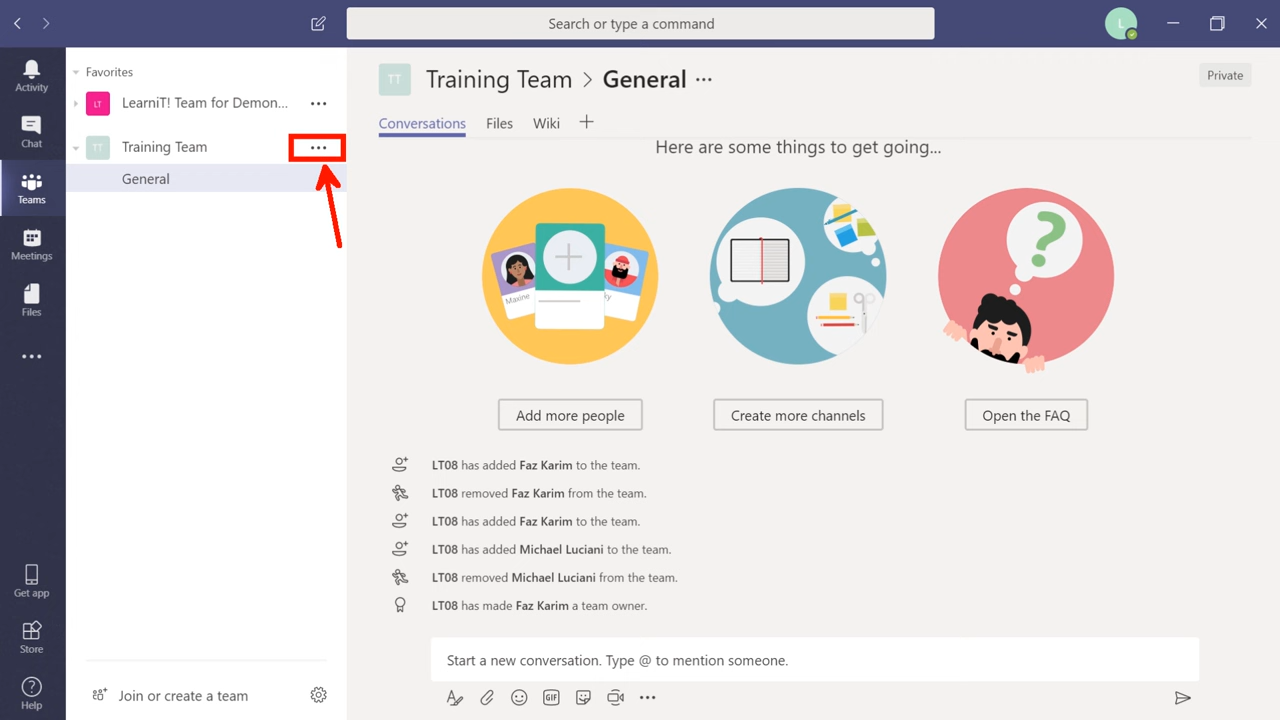 Search or type a command
L
Activity
Chat
Teams
Meetings
Files
Get app
Store
Help
Favorites
LT
LearniT! Team for Demon...
TT
Training Team
General
Join or create a team
TT
Training Team > General
Private
Conversations
Files
Wiki
Here are some things to get going...
Maxine
ky
?
Add more people
Create more channels
Open the FAQ
LT08 has added Faz Karim to the team.
LT08 removed Faz Karim from the team.
LT08 has added Faz Karim to the team.
LT08 has added Michael Luciani to the team.
LT08 removed Michael Luciani from the team.
LT08 has made Faz Karim a team owner.
Start a new conversation. Type @ to mention someone.
GIF